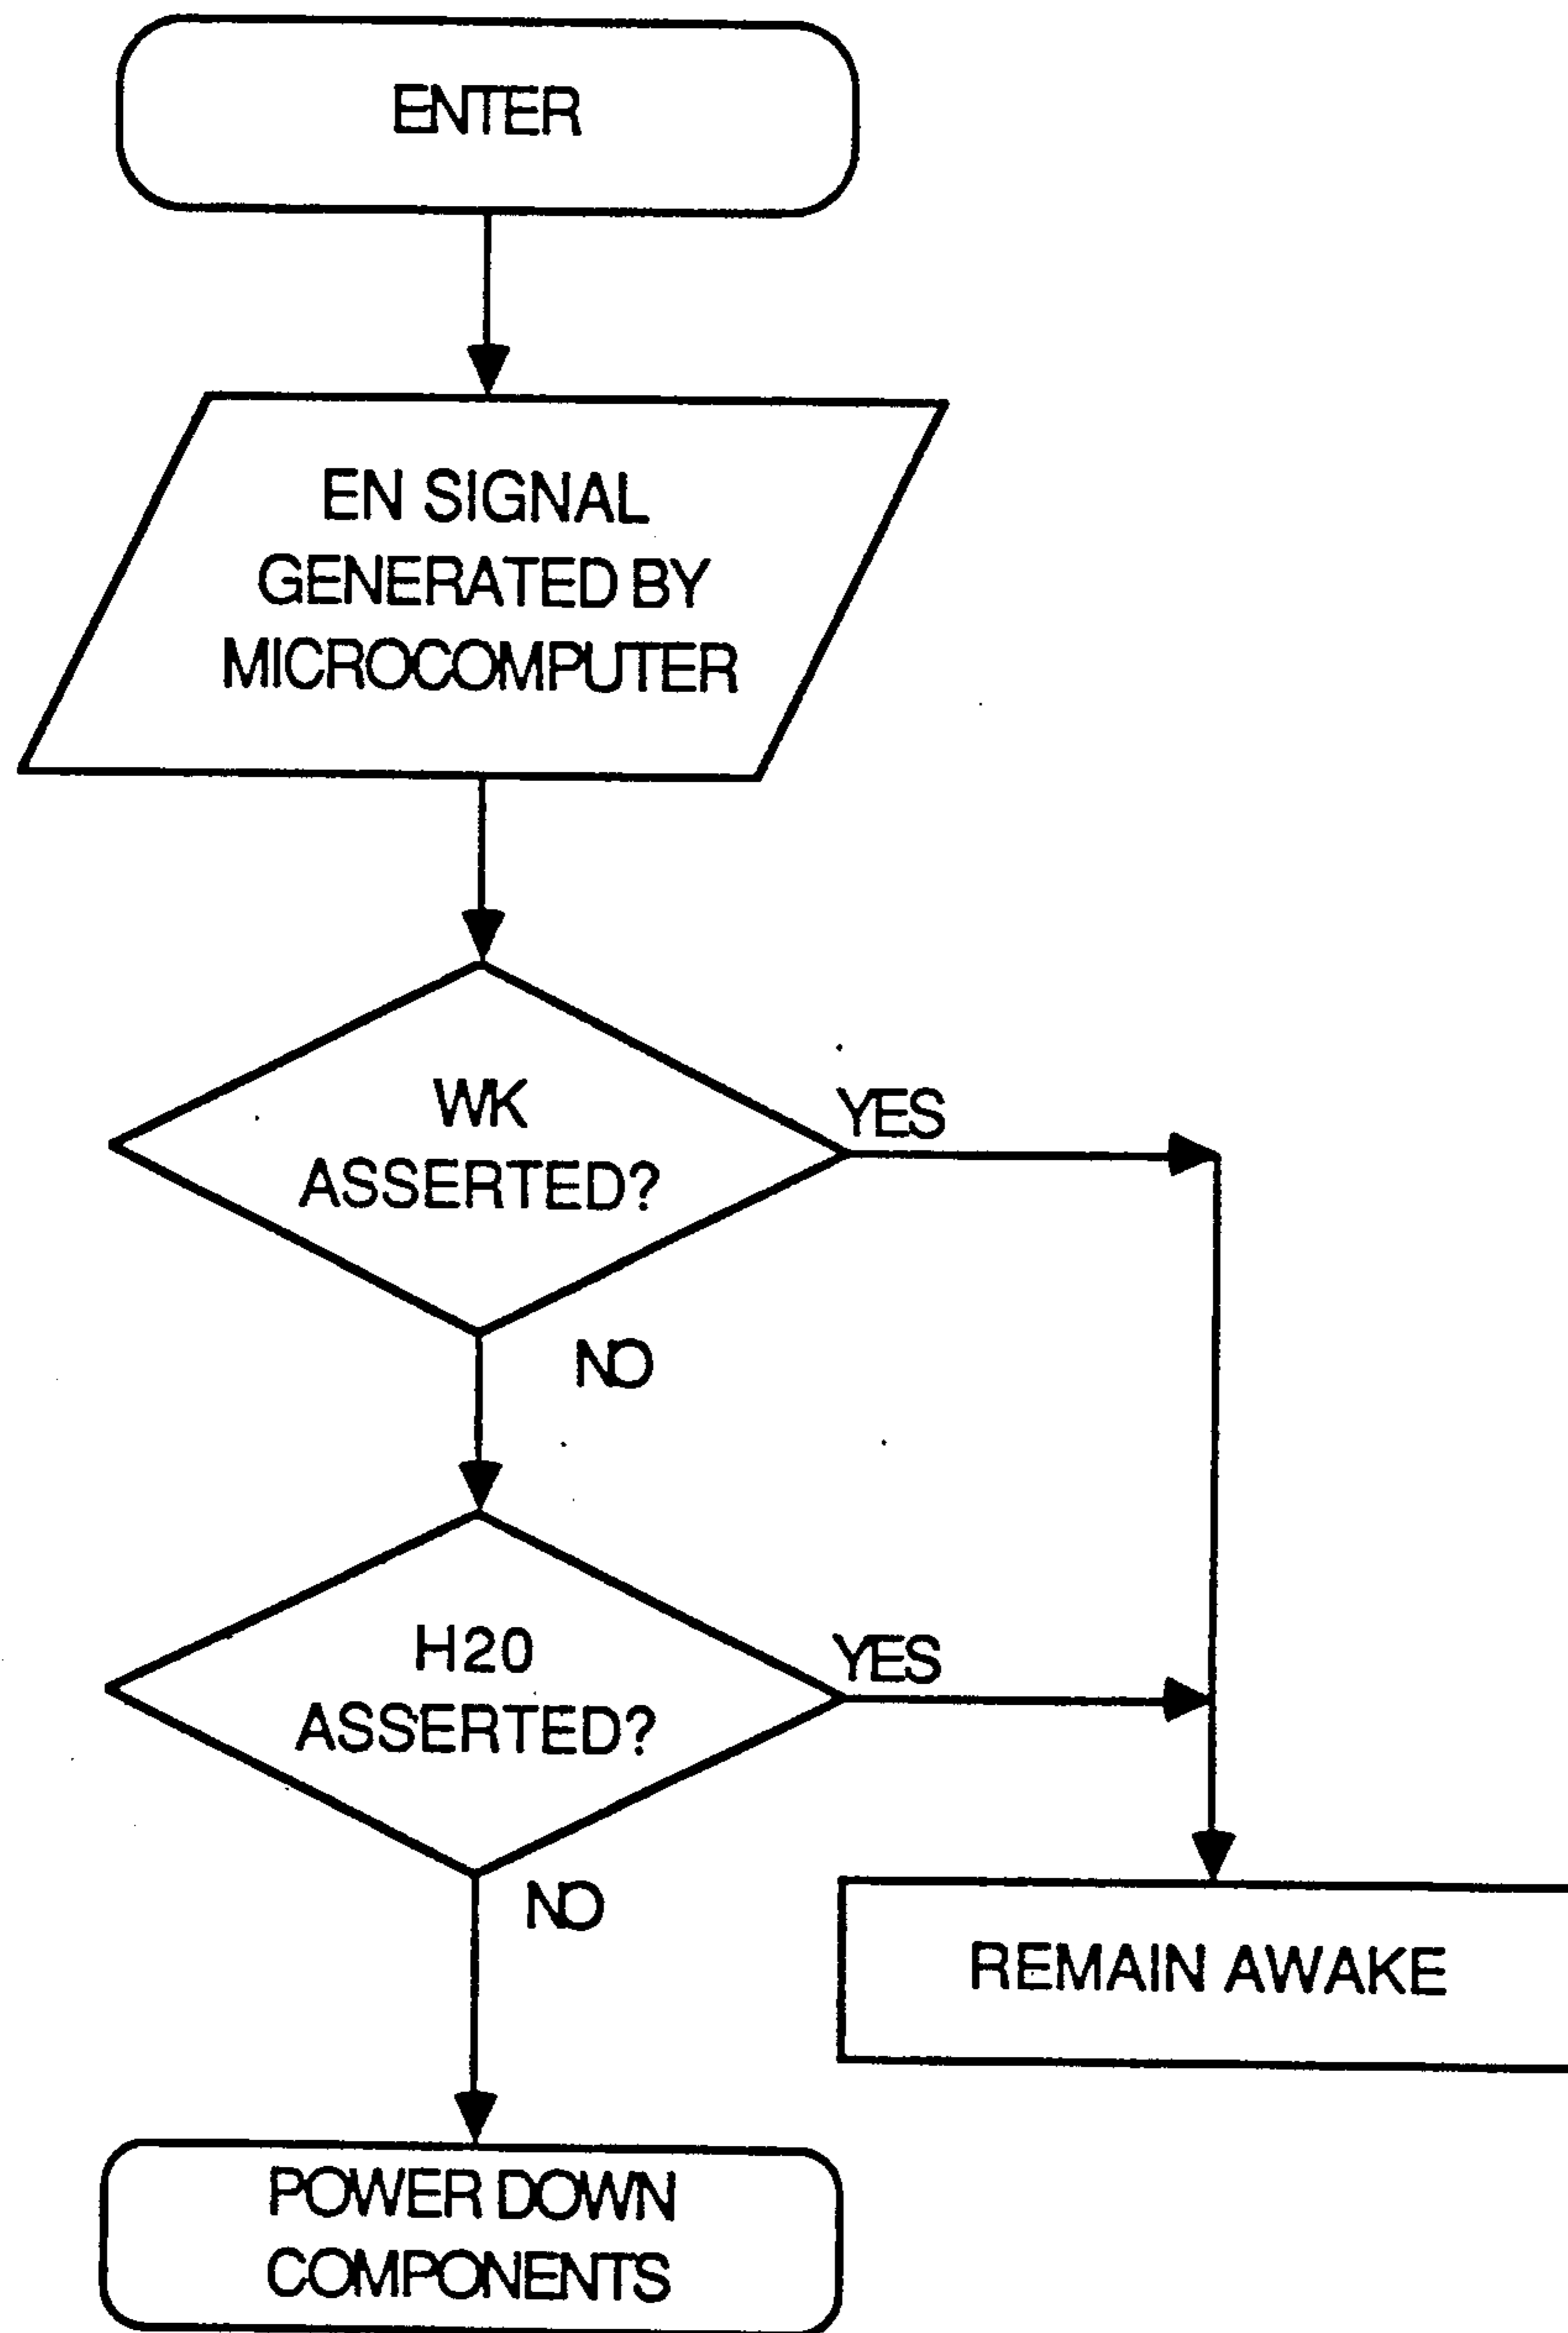 ENTER
EN SIGNAL
GENERATED BY
MICROCOMPUTER
WK
ASSERTED?
YES
NO
H20
ASSERTED?
YES
NO
REMAIN AWAKE
POWER DOWN
COMPONENTS